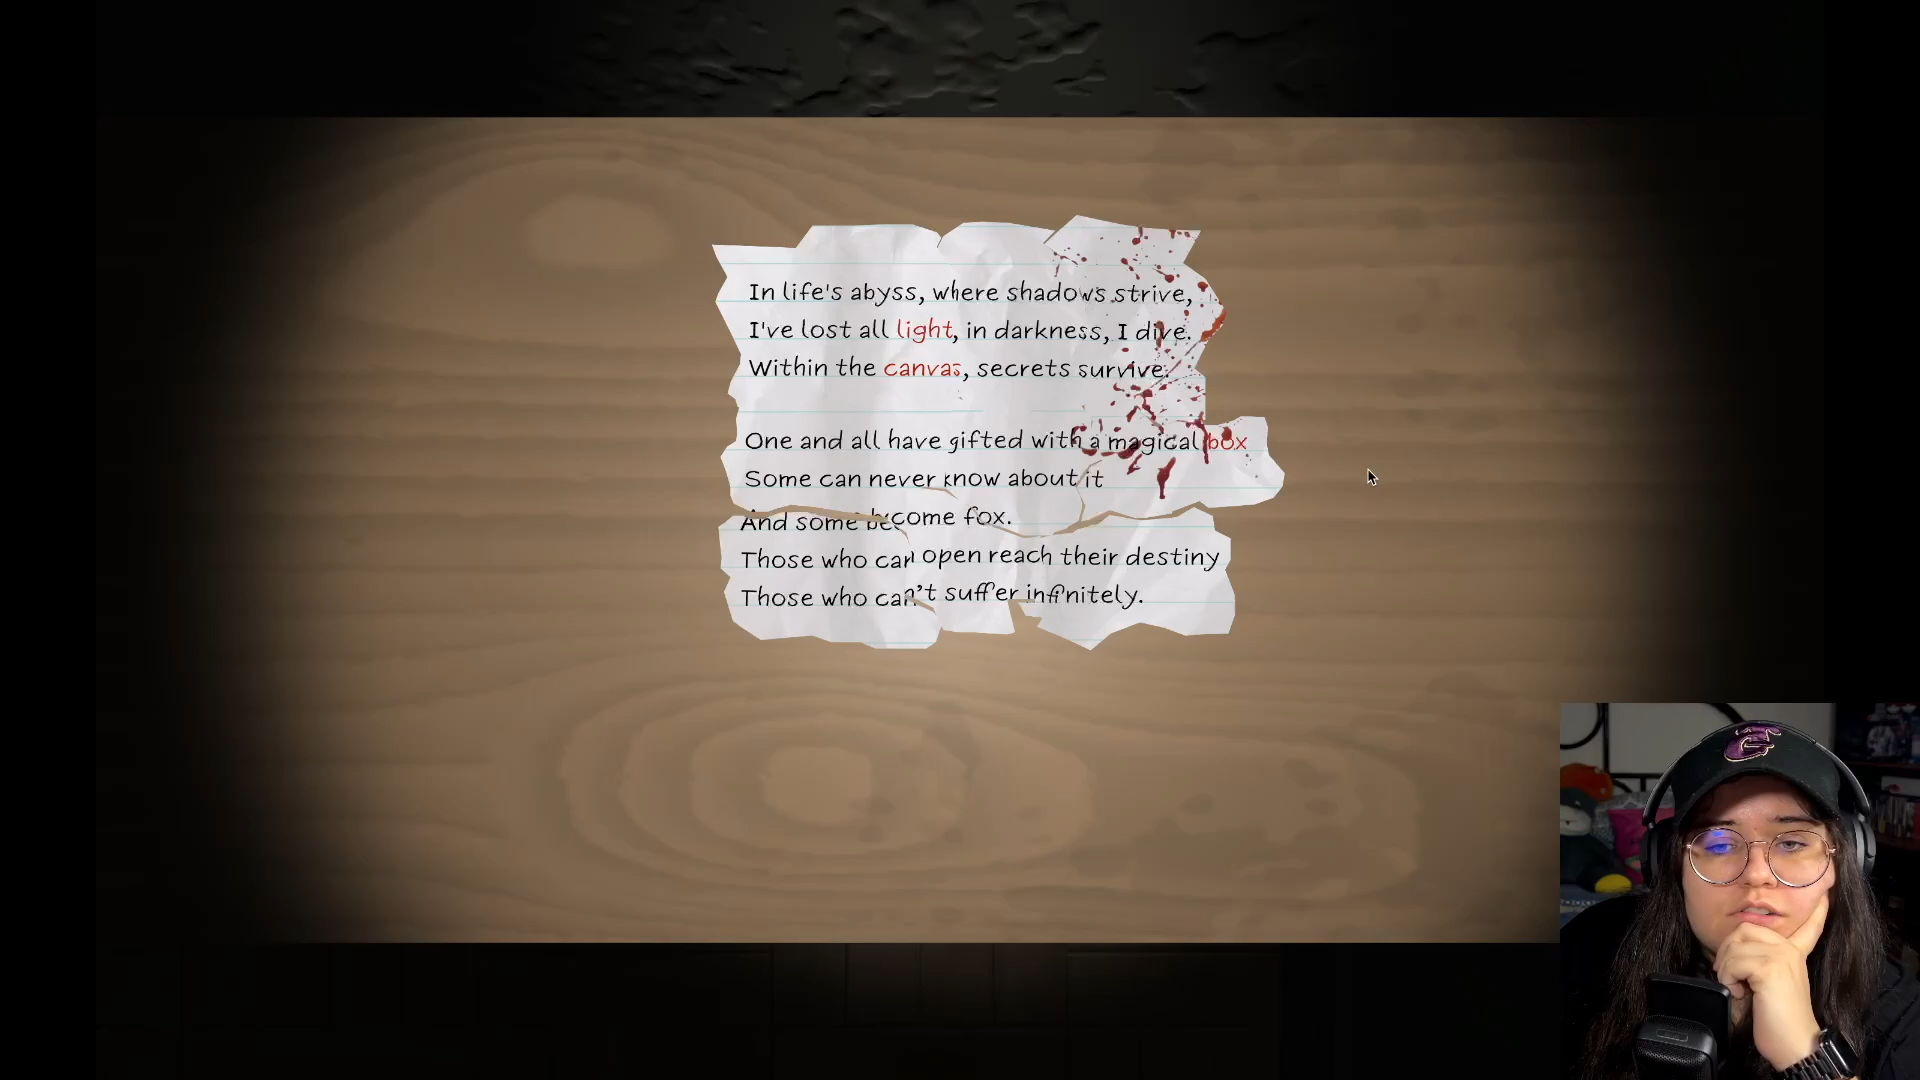 In life's abyss, where shadows strive,
I've lost all light, in darkness, I dive.
Within the canvas, secrets survive.
One and all have gifted with a magical box
Some can never know about it
And some become fox.
Those who can open reach their destiny
Those who can't suffer infinitely.